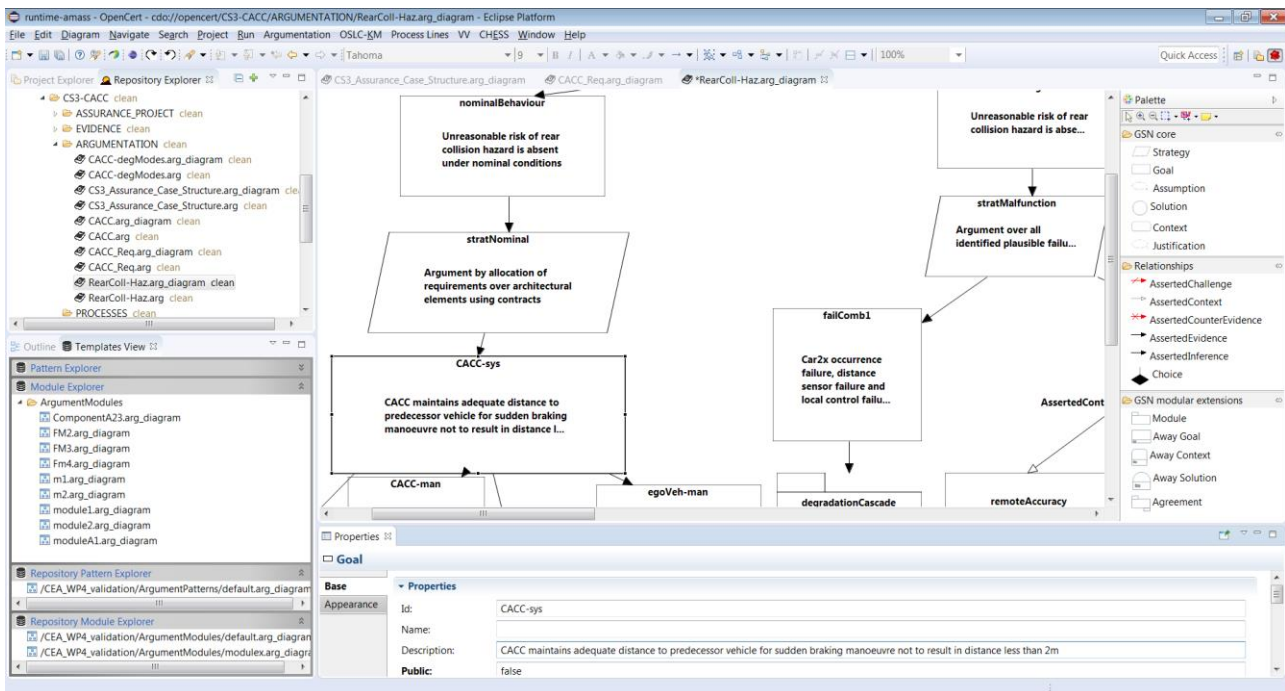 runtime-amass - OpenCert - cdo://opencert/CS3-CACC/ARGUMENTATION/RearColl-Haz.arg_diagram - Eclipse Platform
File Edit Diagram Navigate Search Project Run Argumentation OSLC-KM Process Lines VV CHESS Window Help
Tahoma 9 B I A 100% Quick Access
Project Explorer Repository Explorer
CS3-CACC clean
ASSURANCE_PROJECT clean
EVIDENCE clean
ARGUMENTATION clean
CACC-degModes.arg_diagram clean
CACC-degModes.arg clean
CS3_Assurance_Case_Structure.arg_diagram cle
CS3_Assurance_Case_Structure.arg clean
CACC.arg_diagram clean
CACC.arg clean
CACC_Req.arg_diagram clean
CACC_Req.arg clean
RearColl-Haz.arg_diagram clean
RearColl-Haz.arg clean
PROCESSES clean
Outline Templates View
Pattern Explorer
Module Explorer
ArgumentModules
ComponentA23.arg_diagram
FM2.arg_diagram
FM3.arg_diagram
Fm4.arg_diagram
m1.arg_diagram
m2.arg_diagram
module1.arg_diagram
module2.arg_diagram
moduleA1.arg_diagram
Repository Pattern Explorer
/CEA_WP4_validation/ArgumentPatterns/default.arg_diagram
Repository Module Explorer
/CEA_WP4_validation/ArgumentModules/default.arg_diagran
/CEA_WP4_validation/ArgumentModules/modulex.arg_diagra
CS3_Assurance_Case_Structure.arg_diagram CACC_Req.arg_diagram *RearColl-Haz.arg_diagram
nominalBehaviour
Unreasonable risk of rear
collision hazard is absent
under nominal conditions
stratNominal
Argument by allocation of
requirements over architectural
elements using contracts
CACC-sys
CACC maintains adequate distance to
predecessor vehicle for sudden braking
manoeuvre not to result in distance l...
CACC-man
egoVeh-man
Unreasonable risk of rear
collision hazard is abse...
stratMalfunction
Argument over all
identified plausible failu...
failComb1
Car2x occurrence
failure, distance
sensor failure and
local control failu...
AssertedCont
degradationCascade
remoteAccuracy
Palette
GSN core
Strategy
Goal
Assumption
Solution
Context
Justification
Relationships
AssertedChallenge
AssertedContext
AssertedCounterEvidence
AssertedEvidence
AssertedInference
Choice
GSN modular extensions
Module
Away Goal
Away Context
Away Solution
Agreement
Properties
Goal
Base
Appearance
Properties
Id: CACC-sys
Name:
Description: CACC maintains adequate distance to predecessor vehicle for sudden braking manoeuvre not to result in distance less than 2m
Public: false